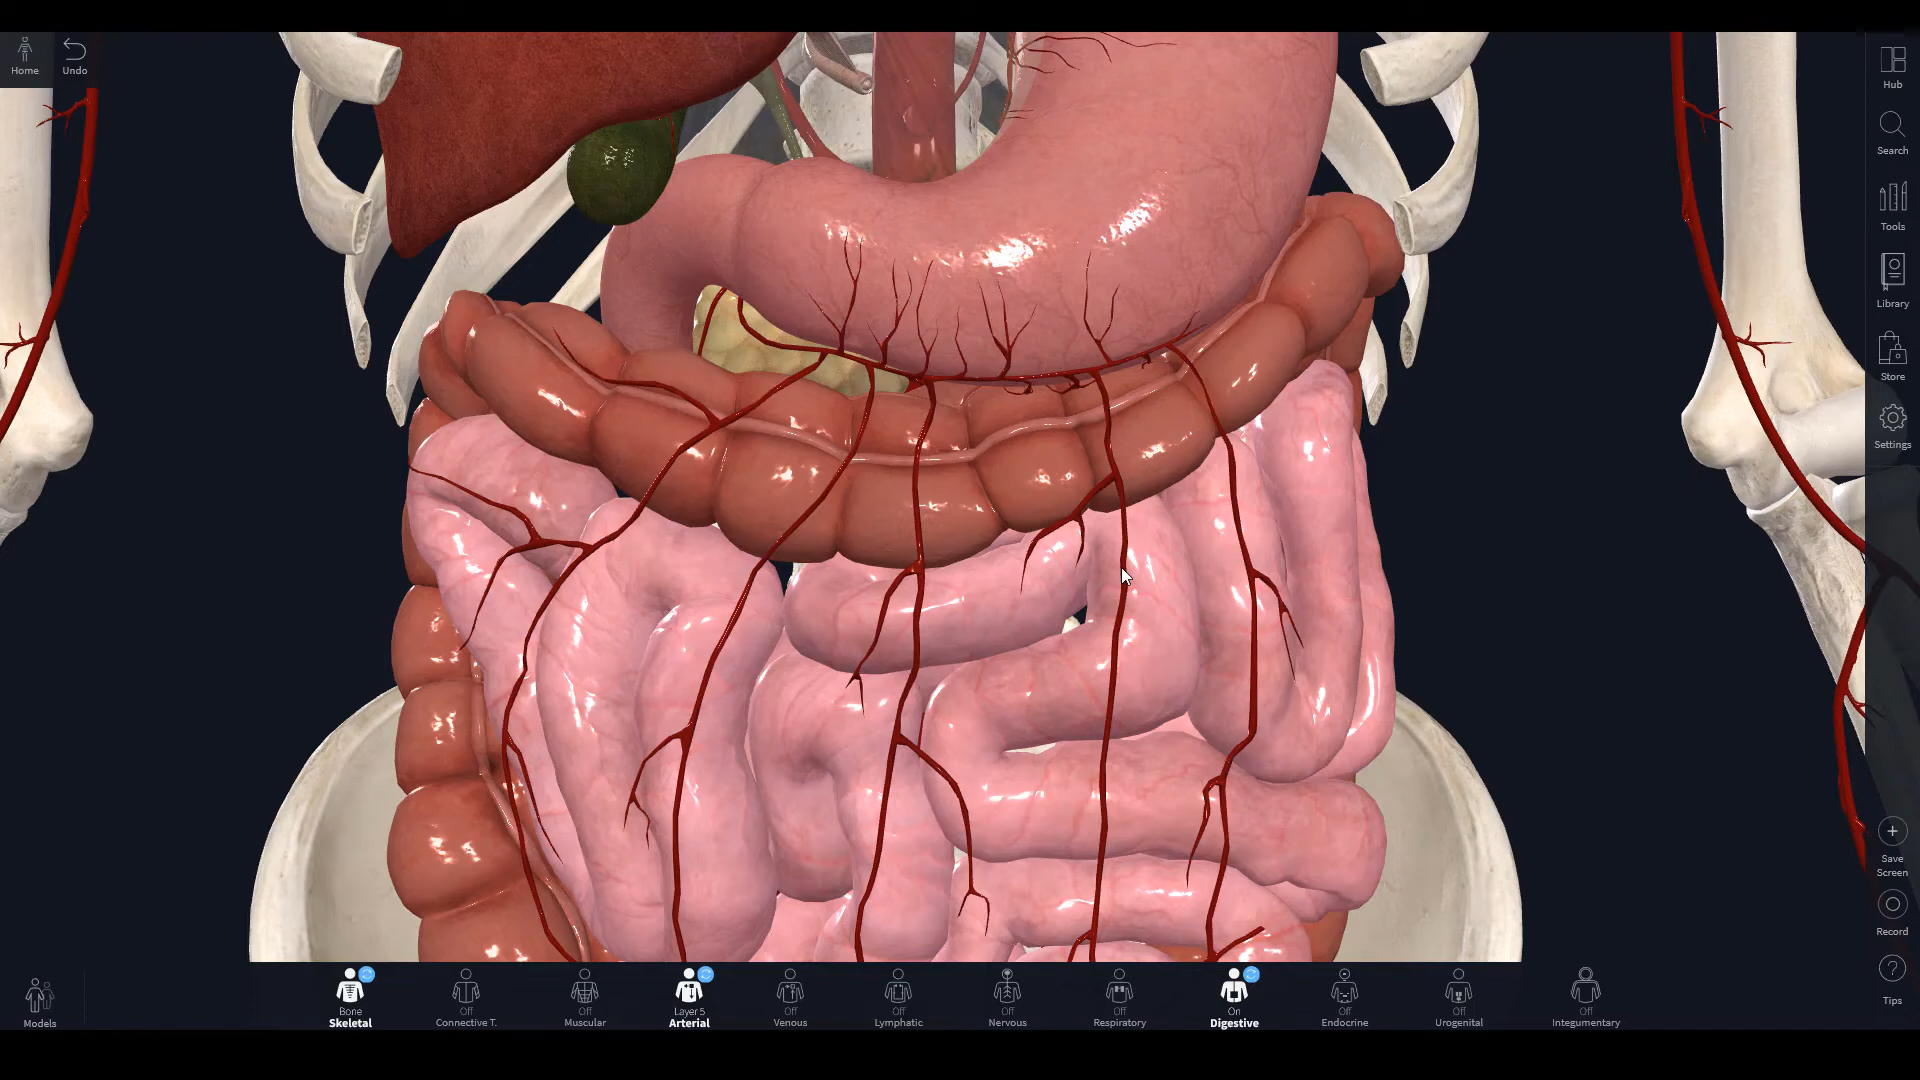 Home
Undo
Hub
Search
Tools
Library
Store
Settings
Save
Screen
Record
Tips
Models
Bone
Skeletal
Off
Connective T.
Off
Muscular
Layer 5
Arterial
Off
Venous
Off
Lymphatic
Off
Nervous
Off
Respiratory
On
Digestive
Off
Endocrine
Off
Urogenital
Off
Integumentary